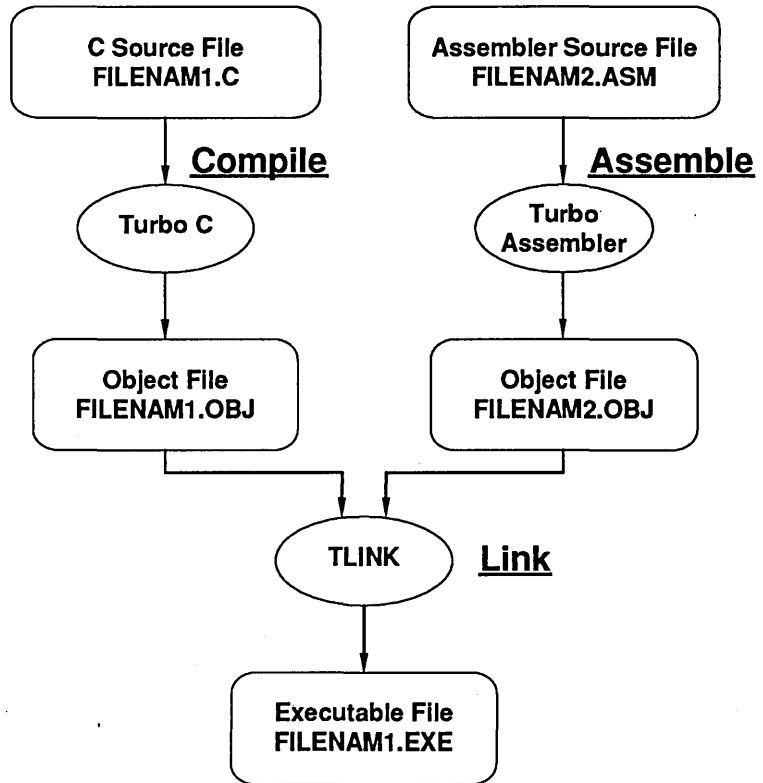 C Source File
FILENAM1.C
Assembler Source File
FILENAM2.ASM
Compile
Assemble
Turbo C
Turbo
Assembler
Object File
FILENAM1.OBJ
Object File
FILENAM2.OBJ
TLINK
Link
Executable File
FILENAM1.EXE